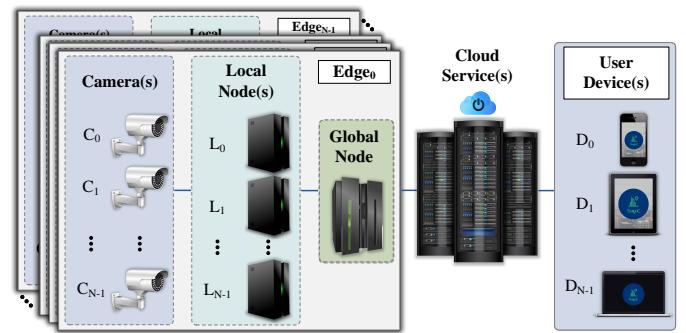 Camera(s)
Local
Edge_{N-1}
Edge_0
Camera(s)
Local
Node(s)
Global
Node
C_0
C_1
C_{N-1}
L_0
L_1
L_{N-1}
Cloud
Service(s)
User
Device(s)
D_0
D_1
D_{N-1}